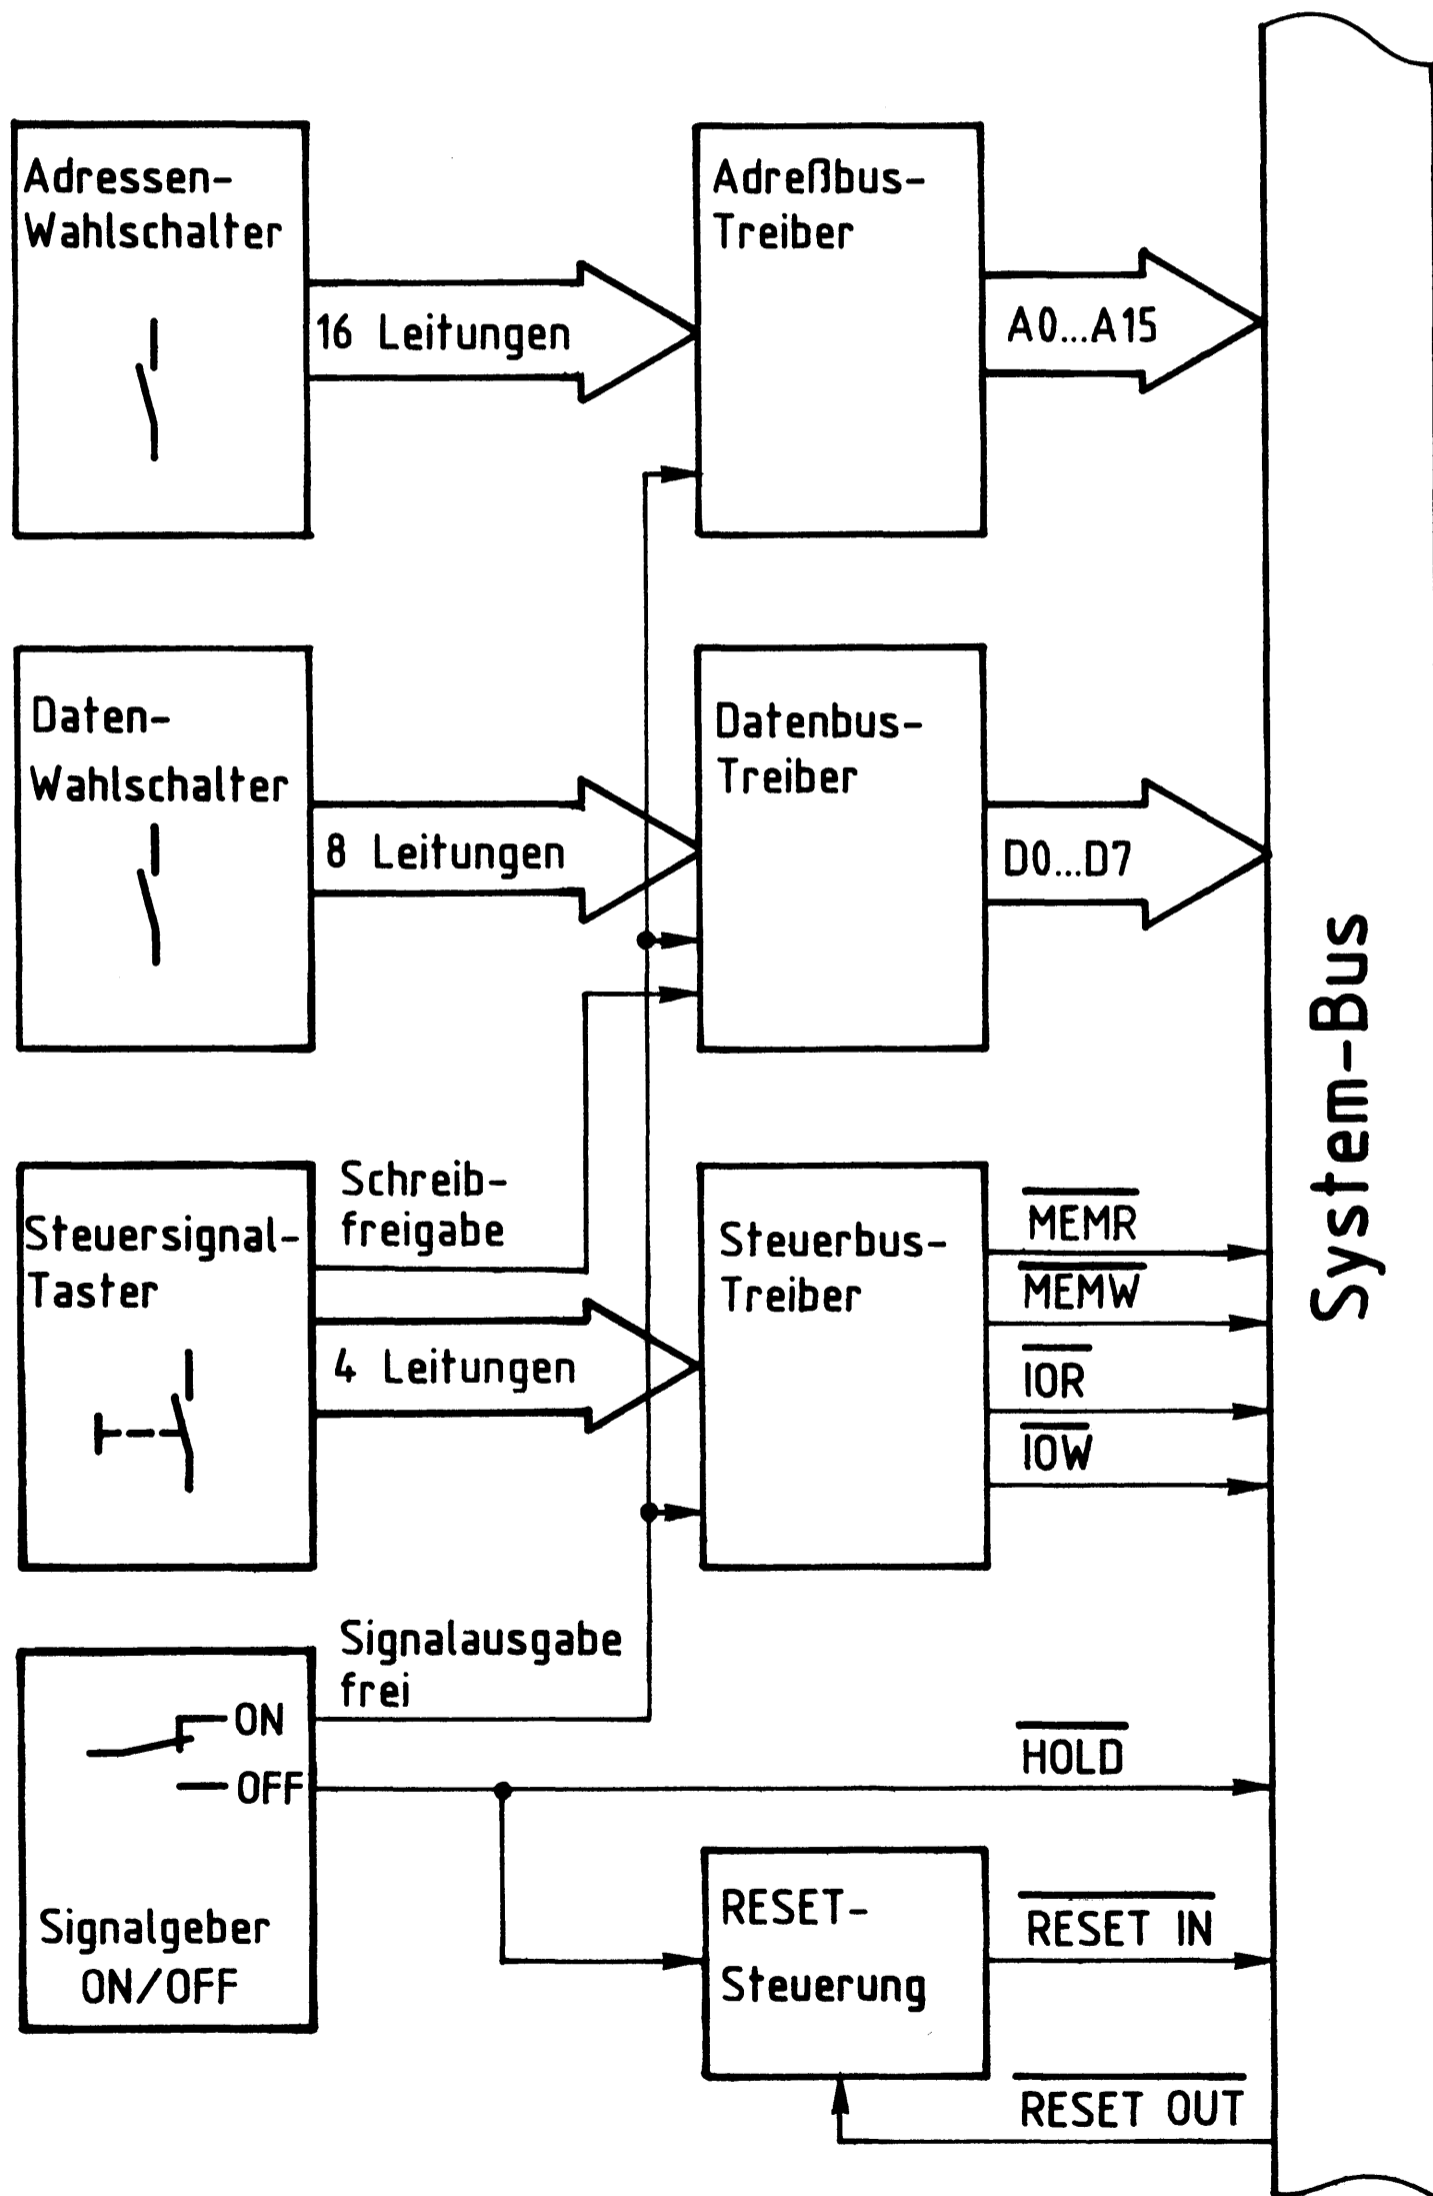 Adressen-
Wahlschalter
16 Leitungen
Adreßbus-
Treiber
A0...A15
Daten-
Wahlschalter
8 Leitungen
Datenbus-
Treiber
D0...D7
System-Bus
Steuersignal-
Taster
Schreib-
freigabe
4 Leitungen
Steuerbus-
Treiber
MEMR
MEMW
IOR
IOW
Signalausgabe
frei
ON
OFF
Signalgeber
ON/OFF
HOLD
RESET-
Steuerung
RESET IN
RESET OUT